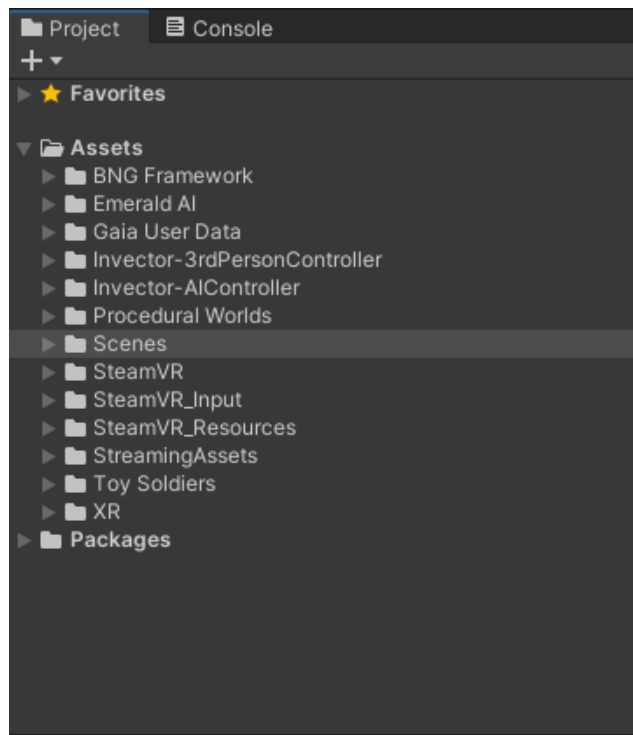 Project Console
Favorites
Assets
BNG Framework
Emerald AI
Gaia User Data
Invector-3rdPersonController
Invector-AIController
Procedural Worlds
Scenes
SteamVR
SteamVR_Input
SteamVR_Resources
StreamingAssets
Toy Soldiers
XR
Packages